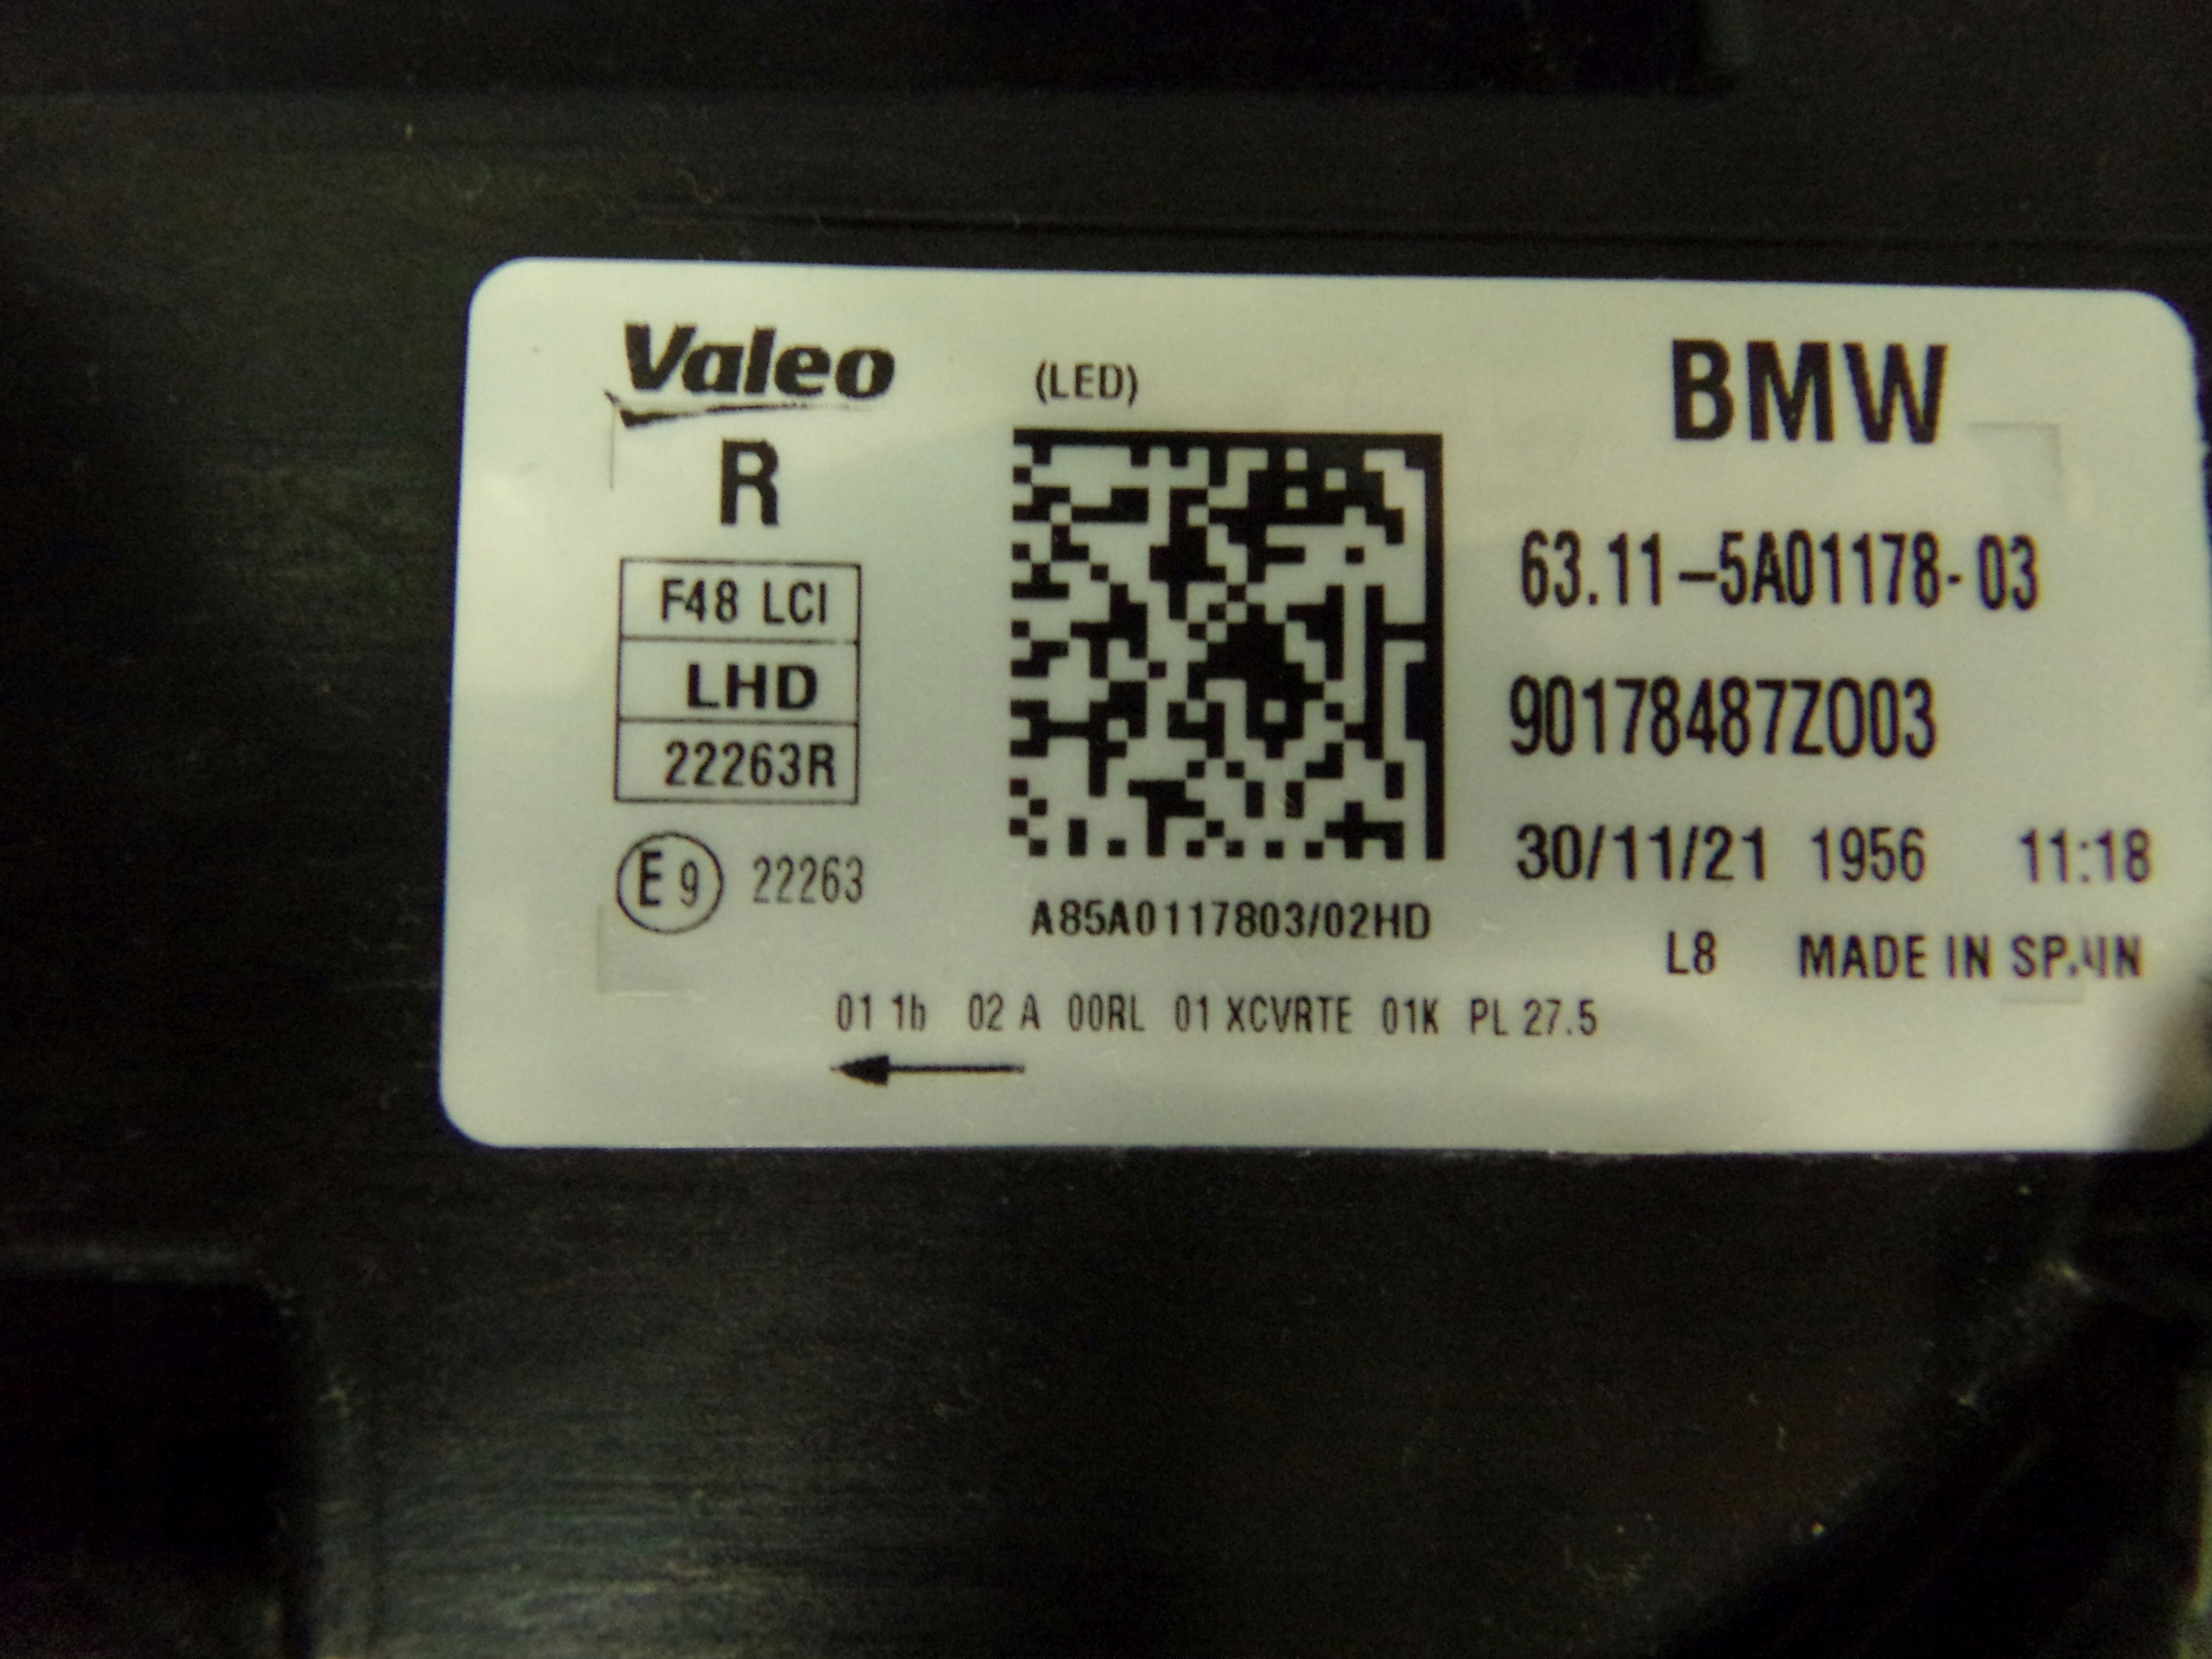 Valeo
(LED)
BMW
R
F48 LCI
LHD
22263R
E9 22263
A85A0117803/02HD
63.11-5A01178-03
90178487Z003
30/11/21 1956 11:18
L8 MADE IN SPAIN
01 1b 02 A 00RL 01 XCVRTE 01K PL 27.5